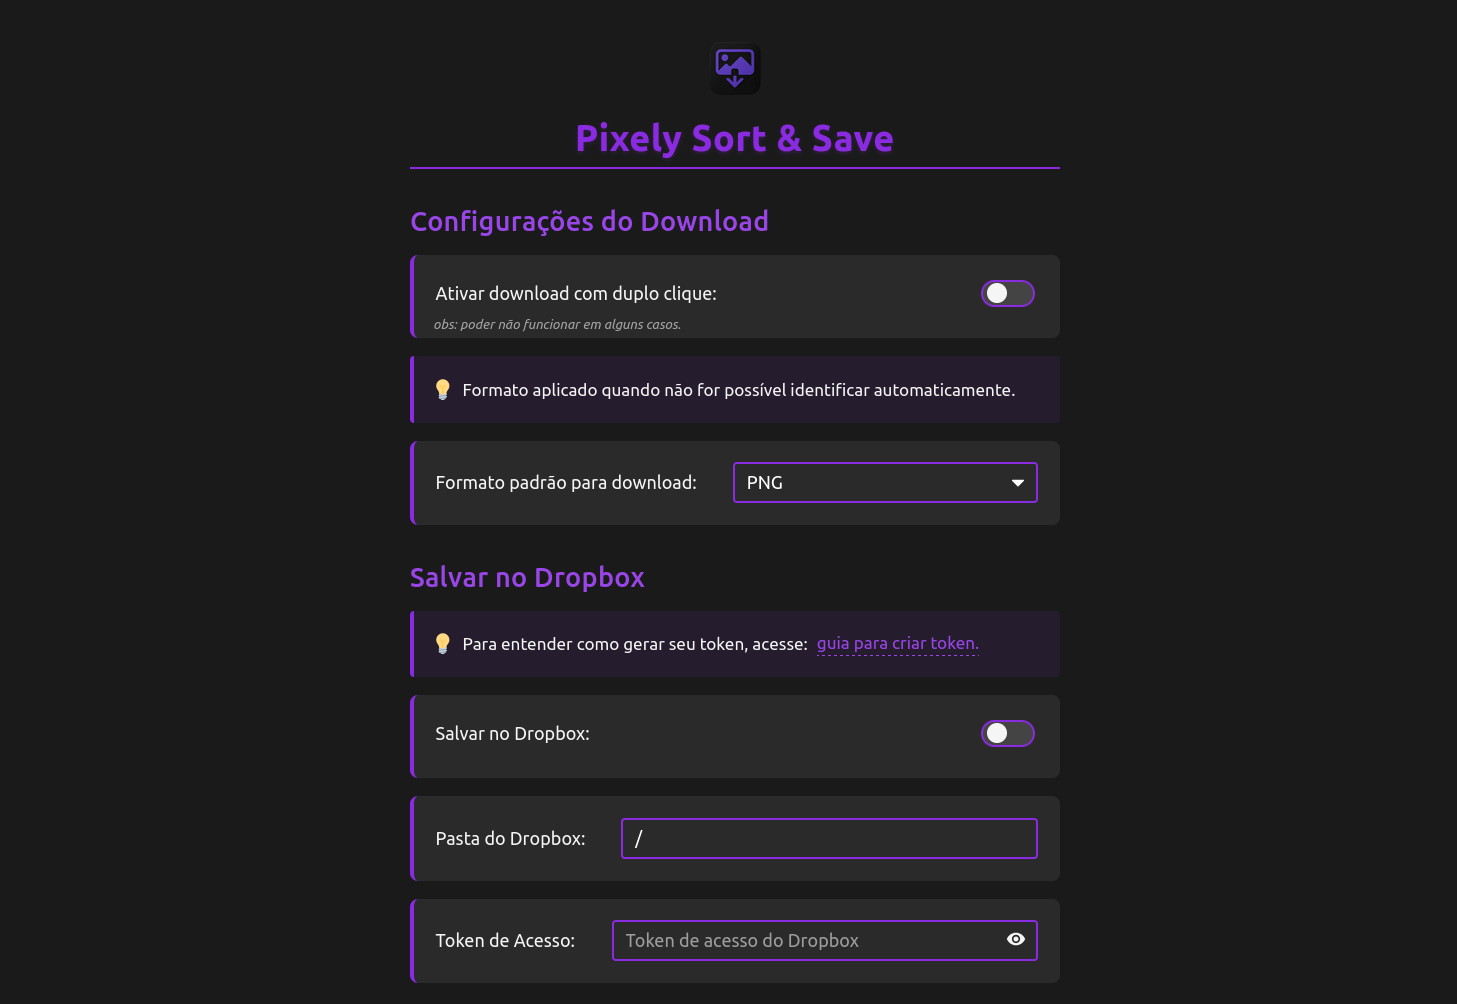 Pixely Sort & Save
Configurações do Download
Ativar download com duplo clique:
obs: poder não funcionar em alguns casos.
Formato aplicado quando não for possível identificar automaticamente.
Formato padrão para download: PNG
Salvar no Dropbox
Para entender como gerar seu token, acesse: guia para criar token.
Salvar no Dropbox:
Pasta do Dropbox: /
Token de Acesso: Token de acesso do Dropbox